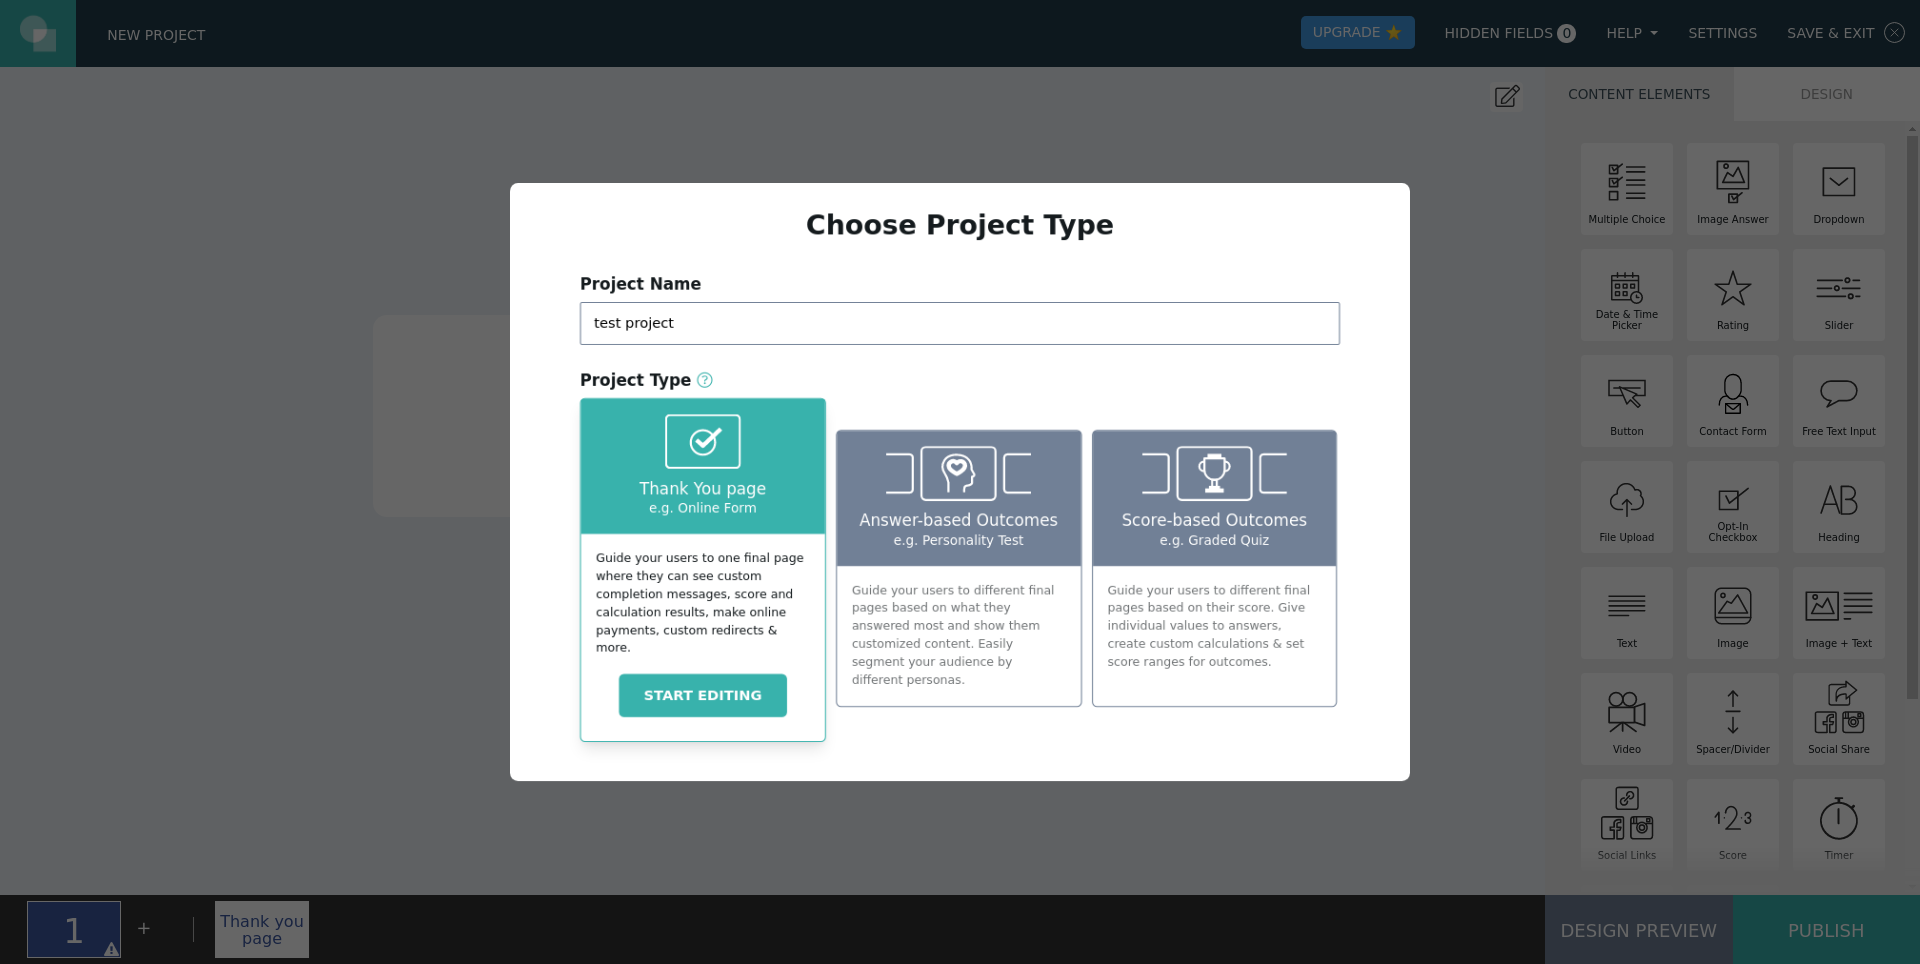 NEW PROJECT
UPGRADE
HIDDEN FIELDS 0
HELP
SETTINGS
SAVE & EXIT
CONTENT ELEMENTS
DESIGN
Multiple Choice
Image Answer
Dropdown
Date & Time
Picker
Rating
Slider
Button
Contact Form
Free Text Input
File Upload
Opt-In
Checkbox
AB
Heading
Text
Image
Image + Text
Video
Spacer/Divider
Social Share
Social Links
1·2·3
Score
Timer
Choose Project Type
Project Name
test project
Project Type ?
Thank You page
e.g. Online Form
Guide your users to one final page
where they can see custom
completion messages, score and
calculation results, make online
payments, custom redirects &
more.
START EDITING
Answer-based Outcomes
e.g. Personality Test
Guide your users to different final
pages based on what they
answered most and show them
customized content. Easily
segment your audience by
different personas.
Score-based Outcomes
e.g. Graded Quiz
Guide your users to different final
pages based on their score. Give
individual values to answers,
create custom calculations & set
score ranges for outcomes.
1
+
Thank you
page
DESIGN PREVIEW
PUBLISH